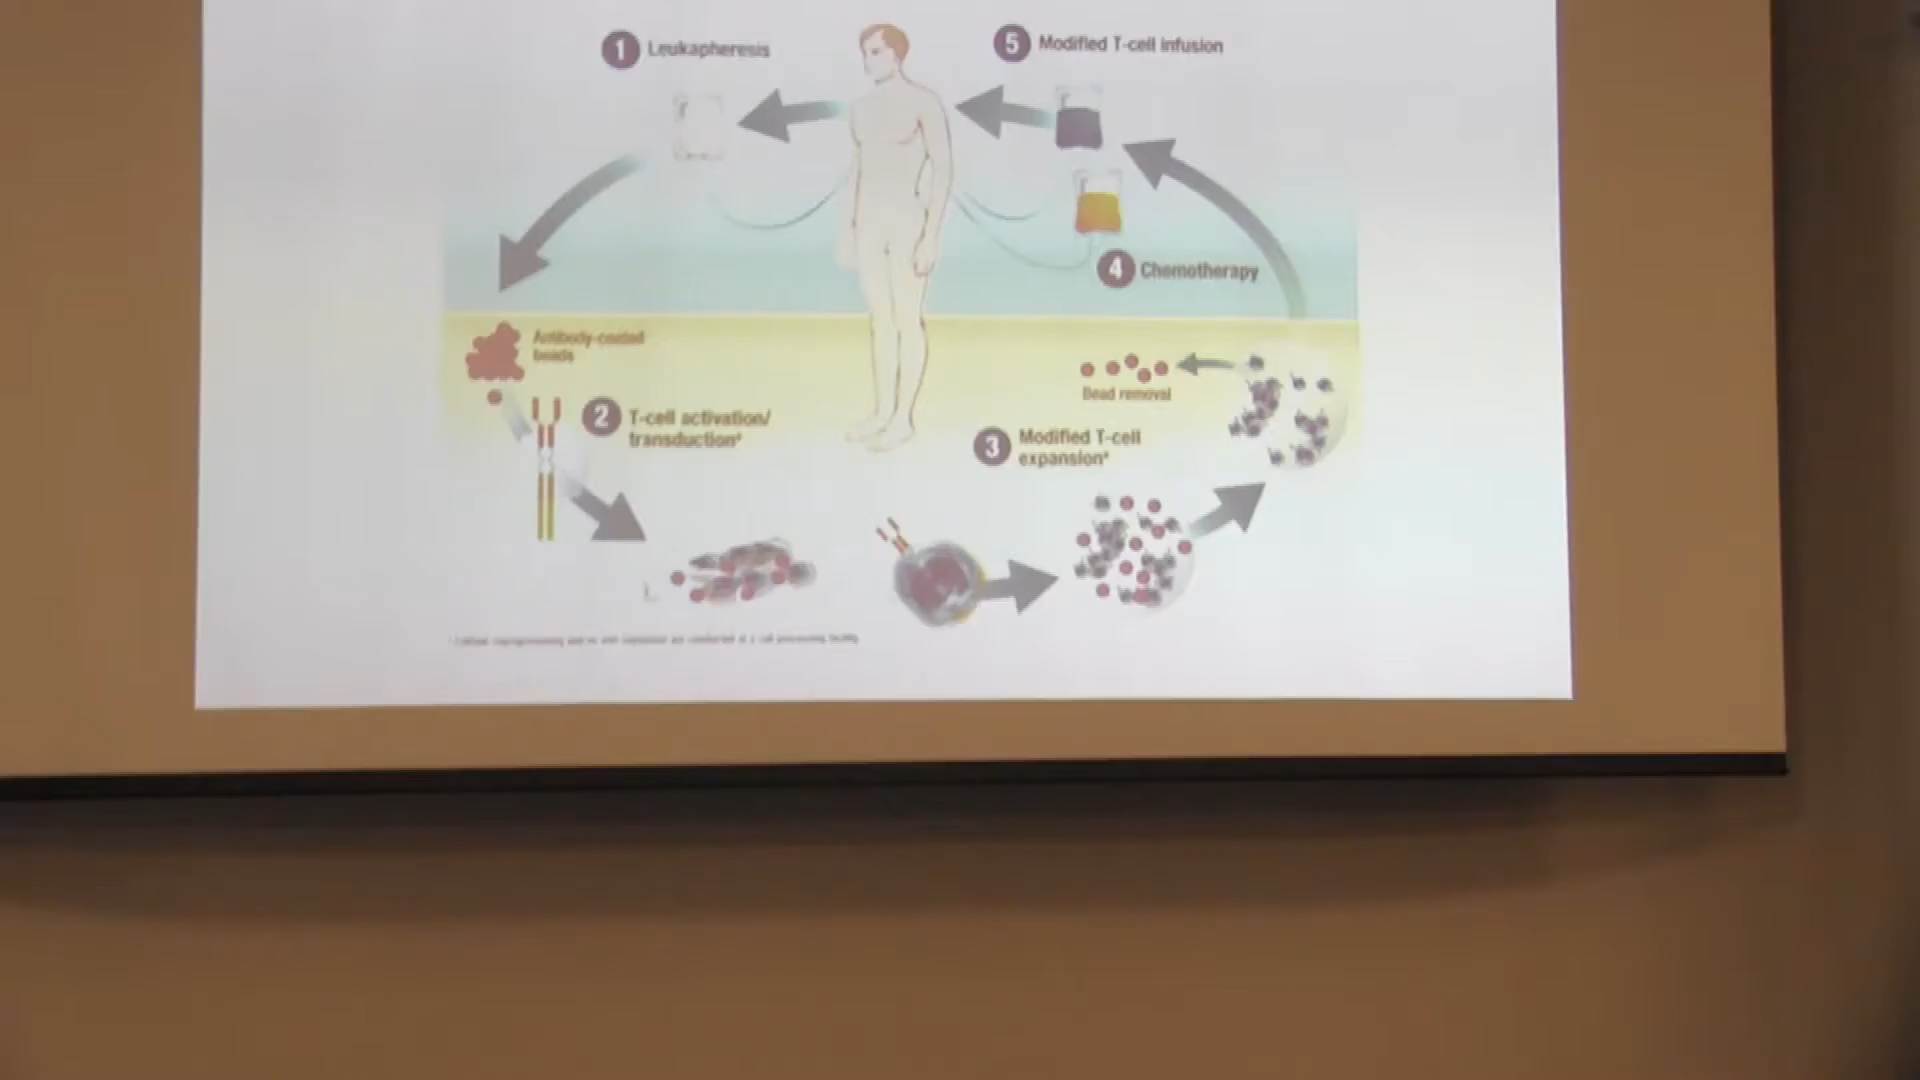 1 Leukapheresis
5 Modified T-cell infusion
4 Chemotherapy
Antibody-coated
beads
Bead removal
2 T-cell activation/
transduction*
3 Modified T-cell
expansion*